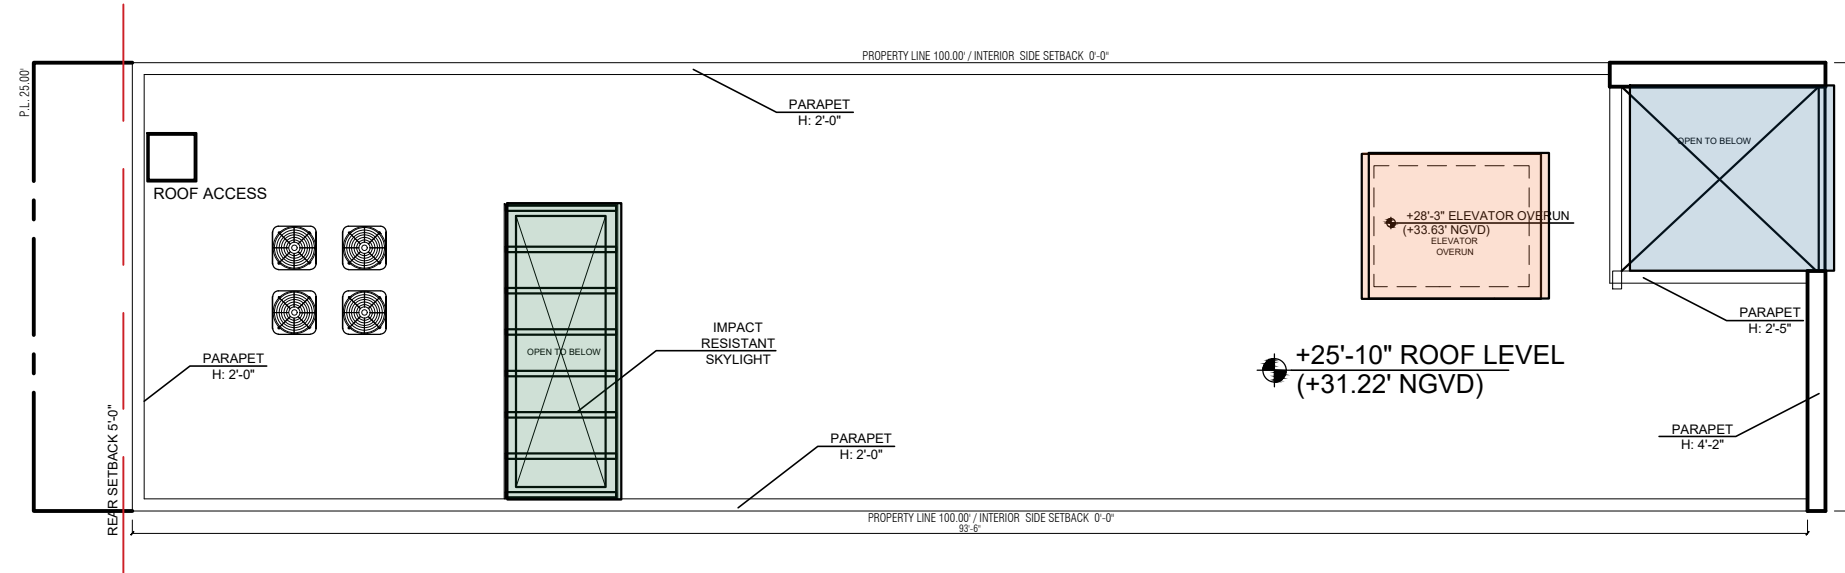 PROPERTY LINE 100.00' / INTERIOR SIDE SETBACK 0'-0"
P.L. 25.00'
PARAPET
H: 2'-0"
OPEN TO BELOW
ROOF ACCESS
+28'-3" ELEVATOR OVERUN
(+33.63' NGVD)
ELEVATOR
OVERUN
PARAPET
H: 2'-5"
IMPACT
RESISTANT
SKYLIGHT
OPEN TO BELOW
PARAPET
H: 2'-0"
+25'-10" ROOF LEVEL
(+31.22' NGVD)
REAR SETBACK 5'-0"
PARAPET
H: 2'-0"
PARAPET
H: 4'-2"
PROPERTY LINE 100.00' / INTERIOR SIDE SETBACK 0'-0"
93'-6"